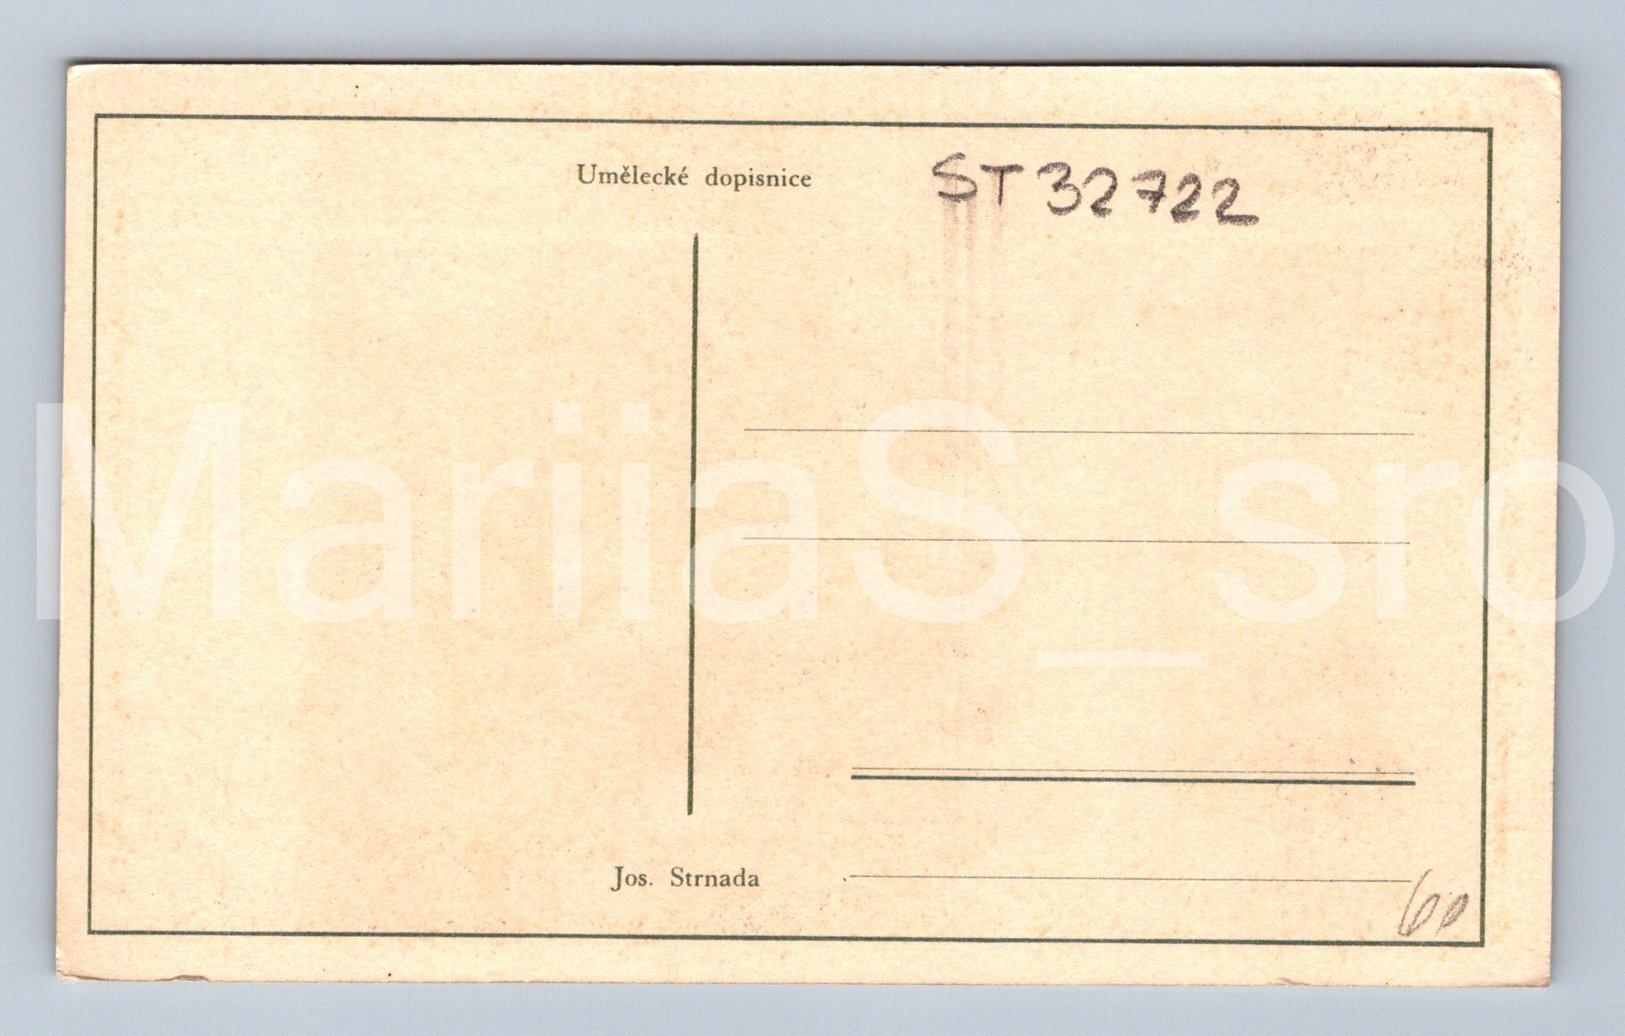 Umělecké dopisnice
ST 32722
MariiaS_sro
Jos. Strnada
60